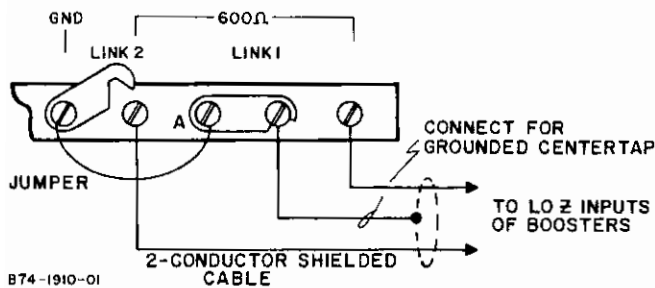 GND
600Ω
LINK 2
LINK 1
A
CONNECT FOR
GROUNDED CENTERTAP
JUMPER
TO LO Z INPUTS
OF BOOSTERS
2-CONDUCTOR SHIELDED
CABLE
B74-1910-01